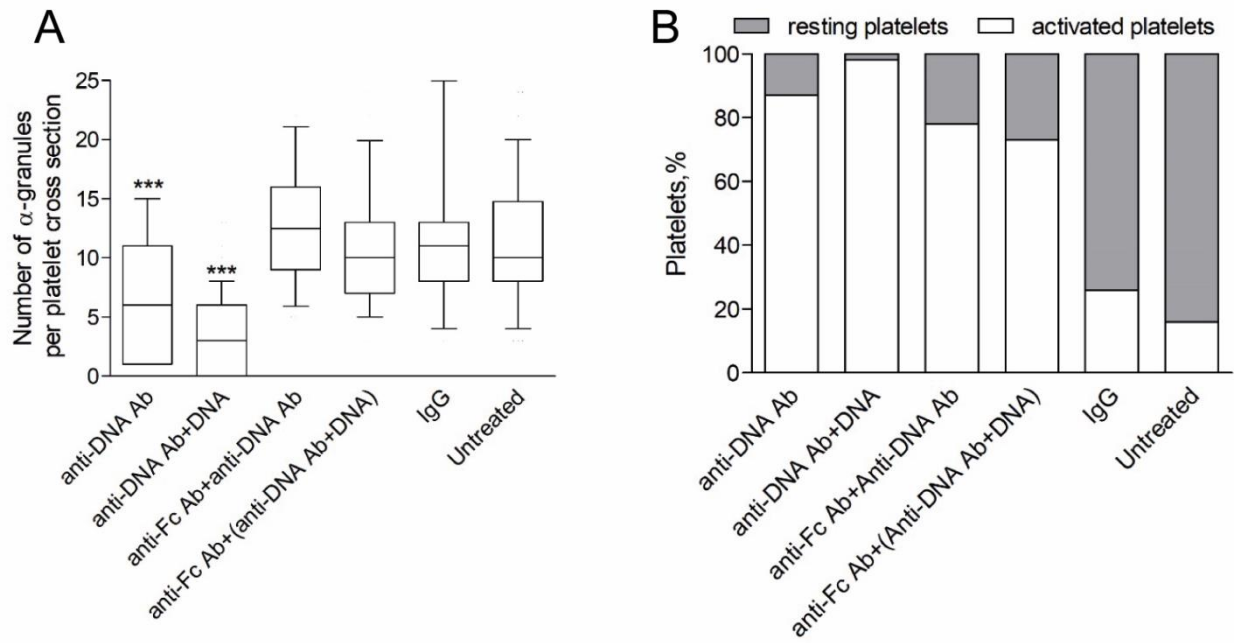 A
Number of α-granules
per platelet cross section
25
20
15
10
5
0
***
***
anti-DNA Ab
anti-DNA Ab+DNA
anti-Fc Ab+anti-DNA Ab
anti-Fc Ab+(anti-DNA Ab+DNA)
IgG
Untreated
B
resting platelets
activated platelets
Platelets,%
100
80
60
40
20
0
anti-DNA Ab
anti-DNA Ab+DNA
anti-Fc Ab+Anti-DNA Ab
anti-Fc Ab+(Anti-DNA Ab+DNA)
IgG
Untreated